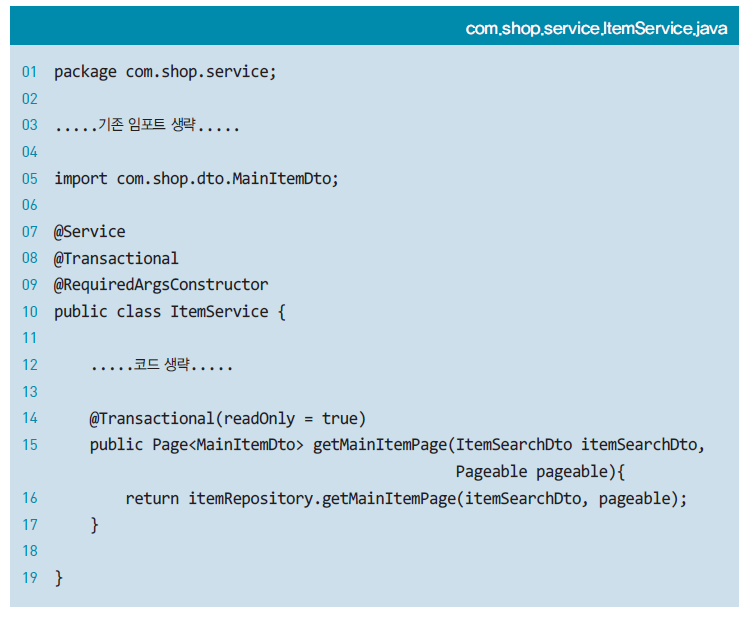 com.shop.service.ItemService.java
01 package com.shop.service;
02
03 .....기존 임포트 생략.....
04
05 import com.shop.dto.MainItemDto;
06
07 @Service
08 @Transactional
09 @RequiredArgsConstructor
10 public class ItemService {
11
12     .....코드 생략.....
13
14     @Transactional(readOnly = true)
15     public Page<MainItemDto> getMainItemPage(ItemSearchDto itemSearchDto,
                                              Pageable pageable){
16         return itemRepository.getMainItemPage(itemSearchDto, pageable);
17     }
18
19 }